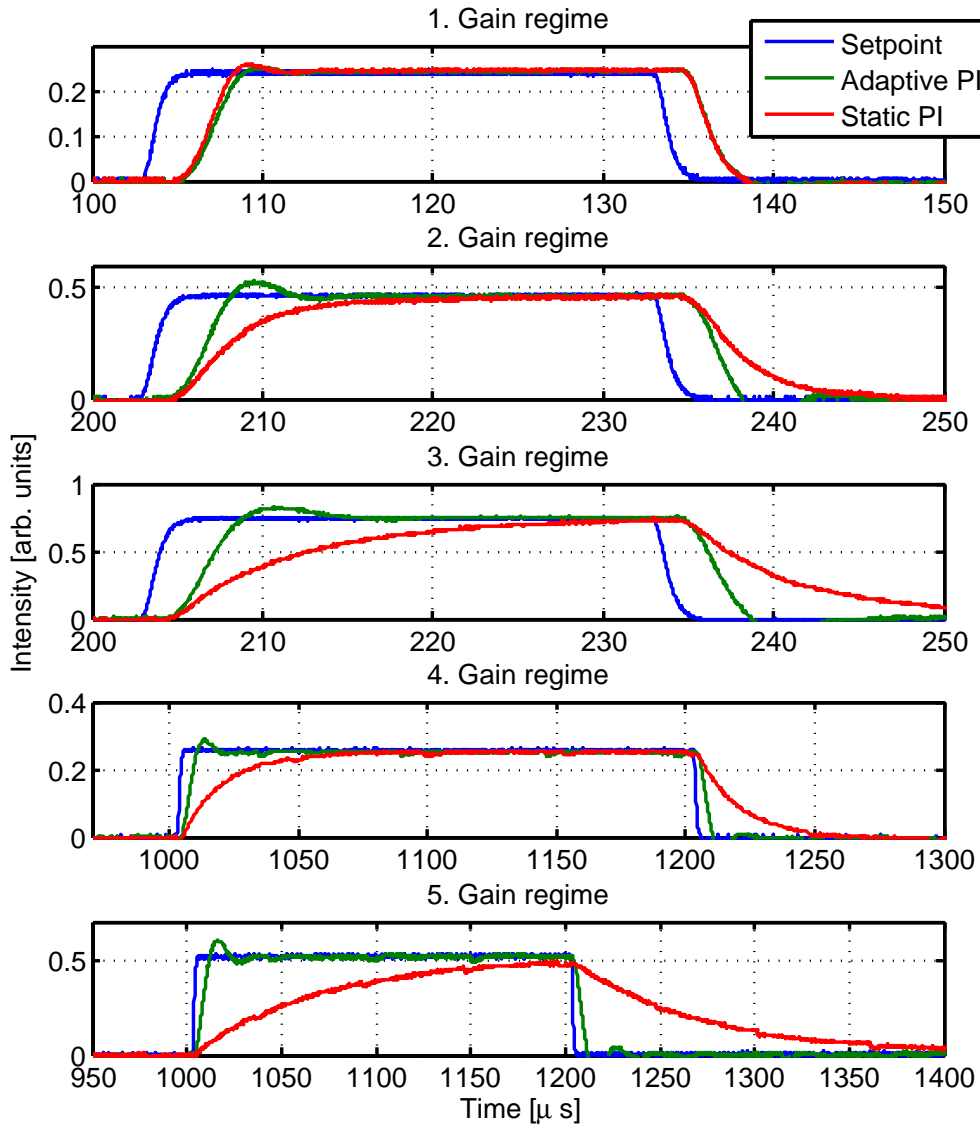 1. Gain regime
Setpoint
Adaptive PI
Static PI
0.2
0.1
0
100 110 120 130 140 150
2. Gain regime
0.5
0
200 210 220 230 240 250
3. Gain regime
1
0.5
0
200 210 220 230 240 250
4. Gain regime
0.4
0.2
0
1000 1050 1100 1150 1200 1250 1300
5. Gain regime
0.5
0
950 1000 1050 1100 1150 1200 1250 1300 1350 1400
Time [μ s]
Intensity [arb. units]